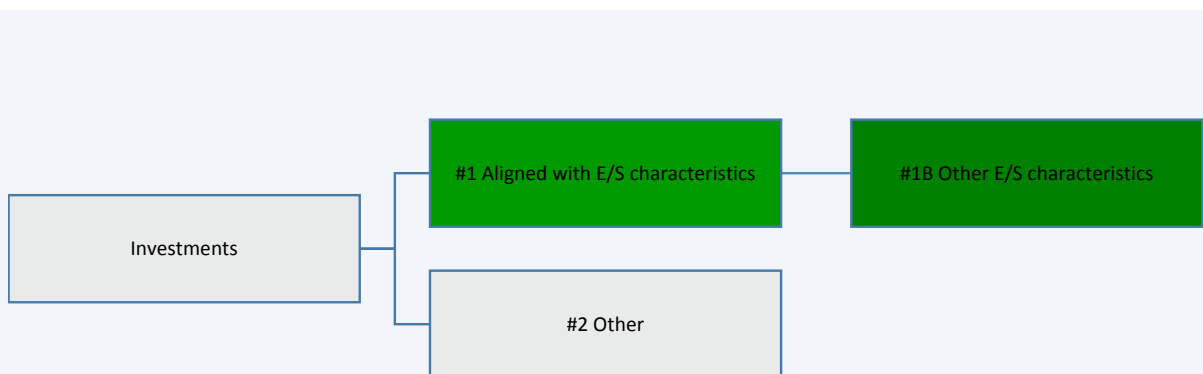 #1 Aligned with E/S characteristics
#1B Other E/S characteristics
Investments
#2 Other